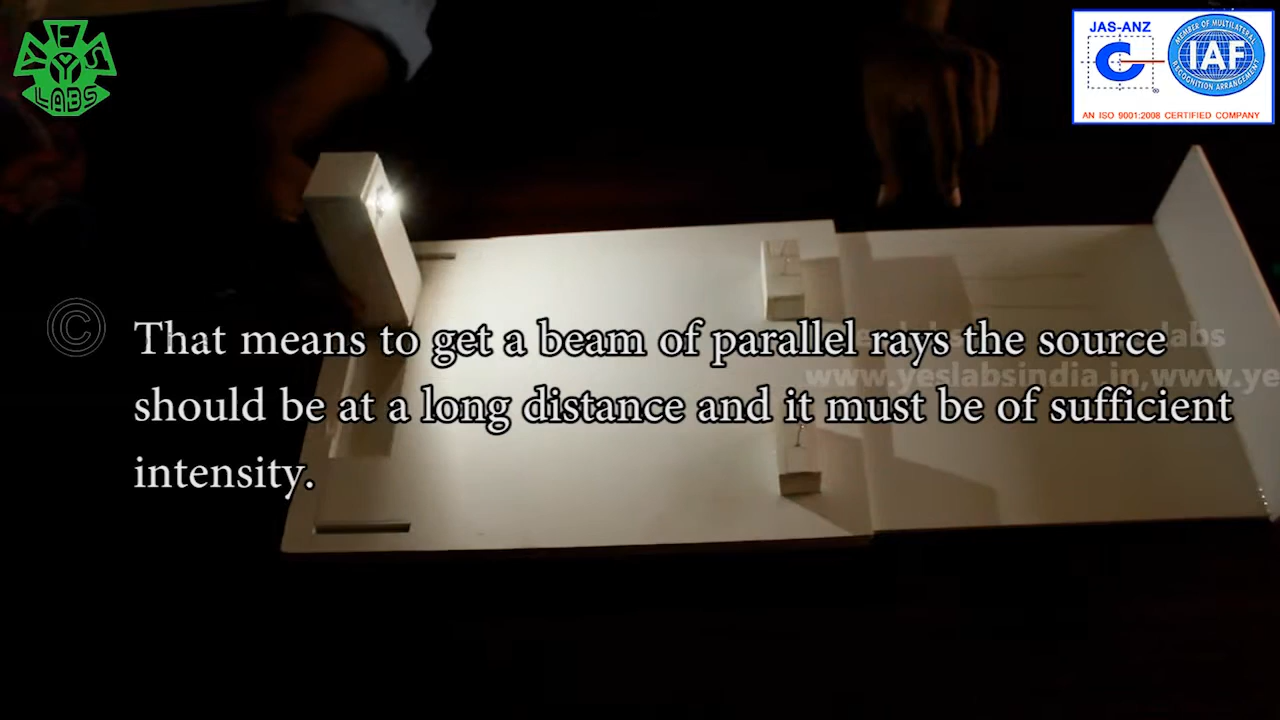 YES
LABS
JAS-ANZ
C
MEMBER OF MULTILATERAL
IAF
RECOGNITION ARRANGEMENT
AN ISO 9001:2008 CERTIFIED COMPANY
©
That means to get a beam of parallel rays the source
should be at a long distance and it must be of sufficient
intensity.
www.yeslabsindia.in,www.ye